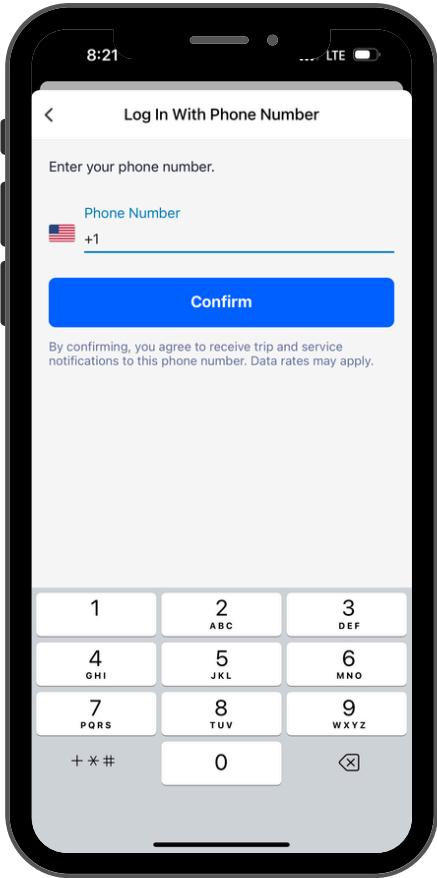 8:21
LTE
Log In With Phone Number
Enter your phone number.
Phone Number
+1
Confirm
By confirming, you agree to receive trip and service
notifications to this phone number. Data rates may apply.
1 2 3
ABC DEF
4 5 6
GHI JKL MNO
7 8 9
PQRS TUV WXYZ
+*# 0